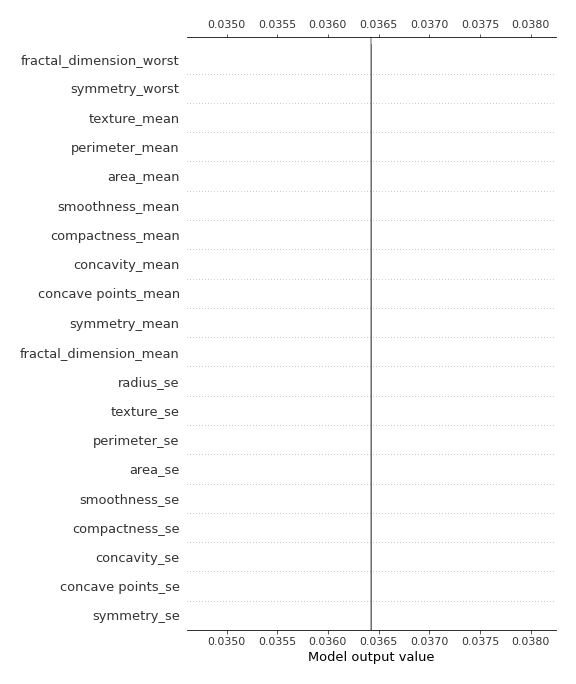 0.0350 0.0355 0.0360 0.0365 0.0370 0.0375 0.0380
fractal_dimension_worst
symmetry_worst
texture_mean
perimeter_mean
area_mean
smoothness_mean
compactness_mean
concavity_mean
concave points_mean
symmetry_mean
fractal_dimension_mean
radius_se
texture_se
perimeter_se
area_se
smoothness_se
compactness_se
concavity_se
concave points_se
symmetry_se
0.0350 0.0355 0.0360 0.0365 0.0370 0.0375 0.0380
Model output value